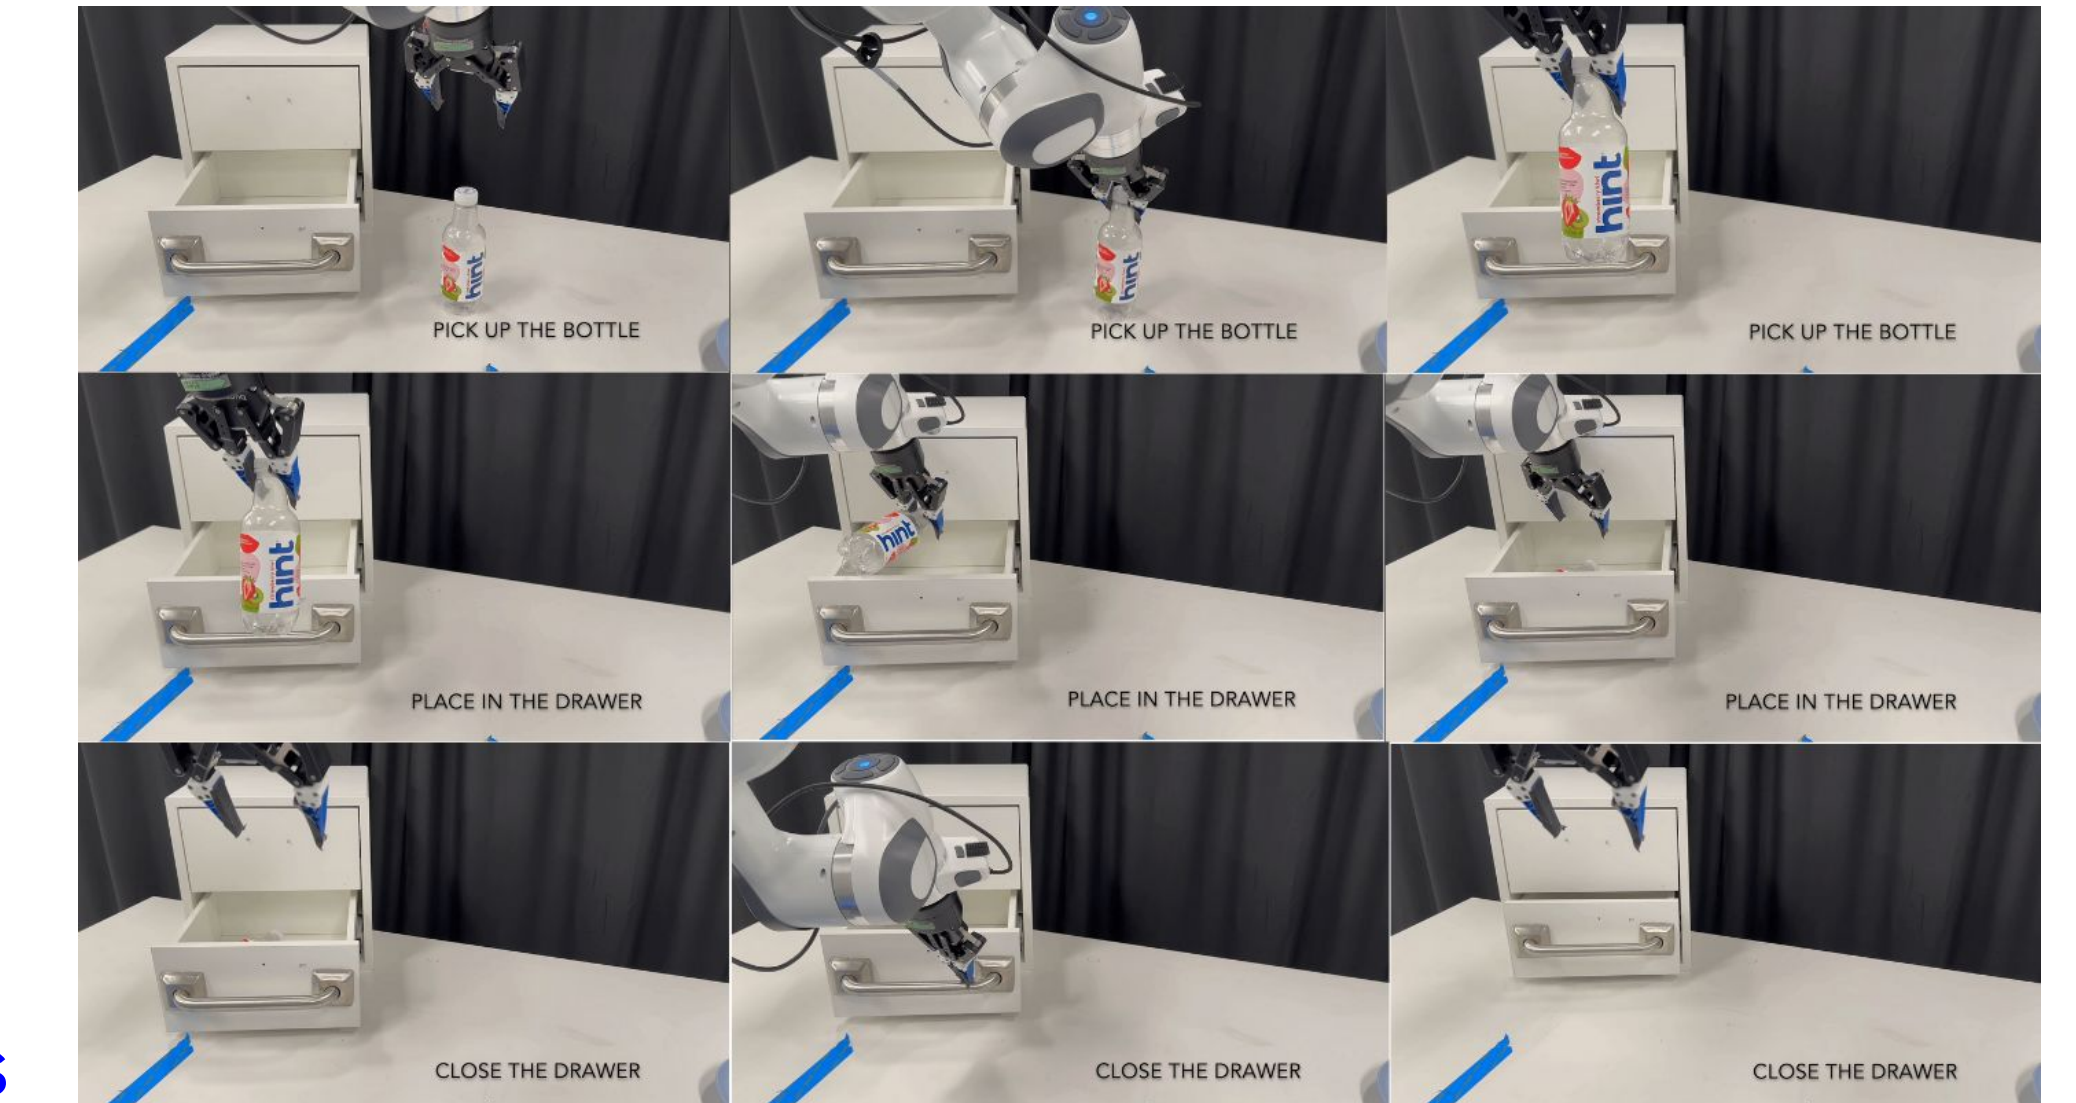 hint
PICK UP THE BOTTLE
hint
PICK UP THE BOTTLE
hint
PICK UP THE BOTTLE
hint
PLACE IN THE DRAWER
hint
PLACE IN THE DRAWER
PLACE IN THE DRAWER
CLOSE THE DRAWER
CLOSE THE DRAWER
CLOSE THE DRAWER